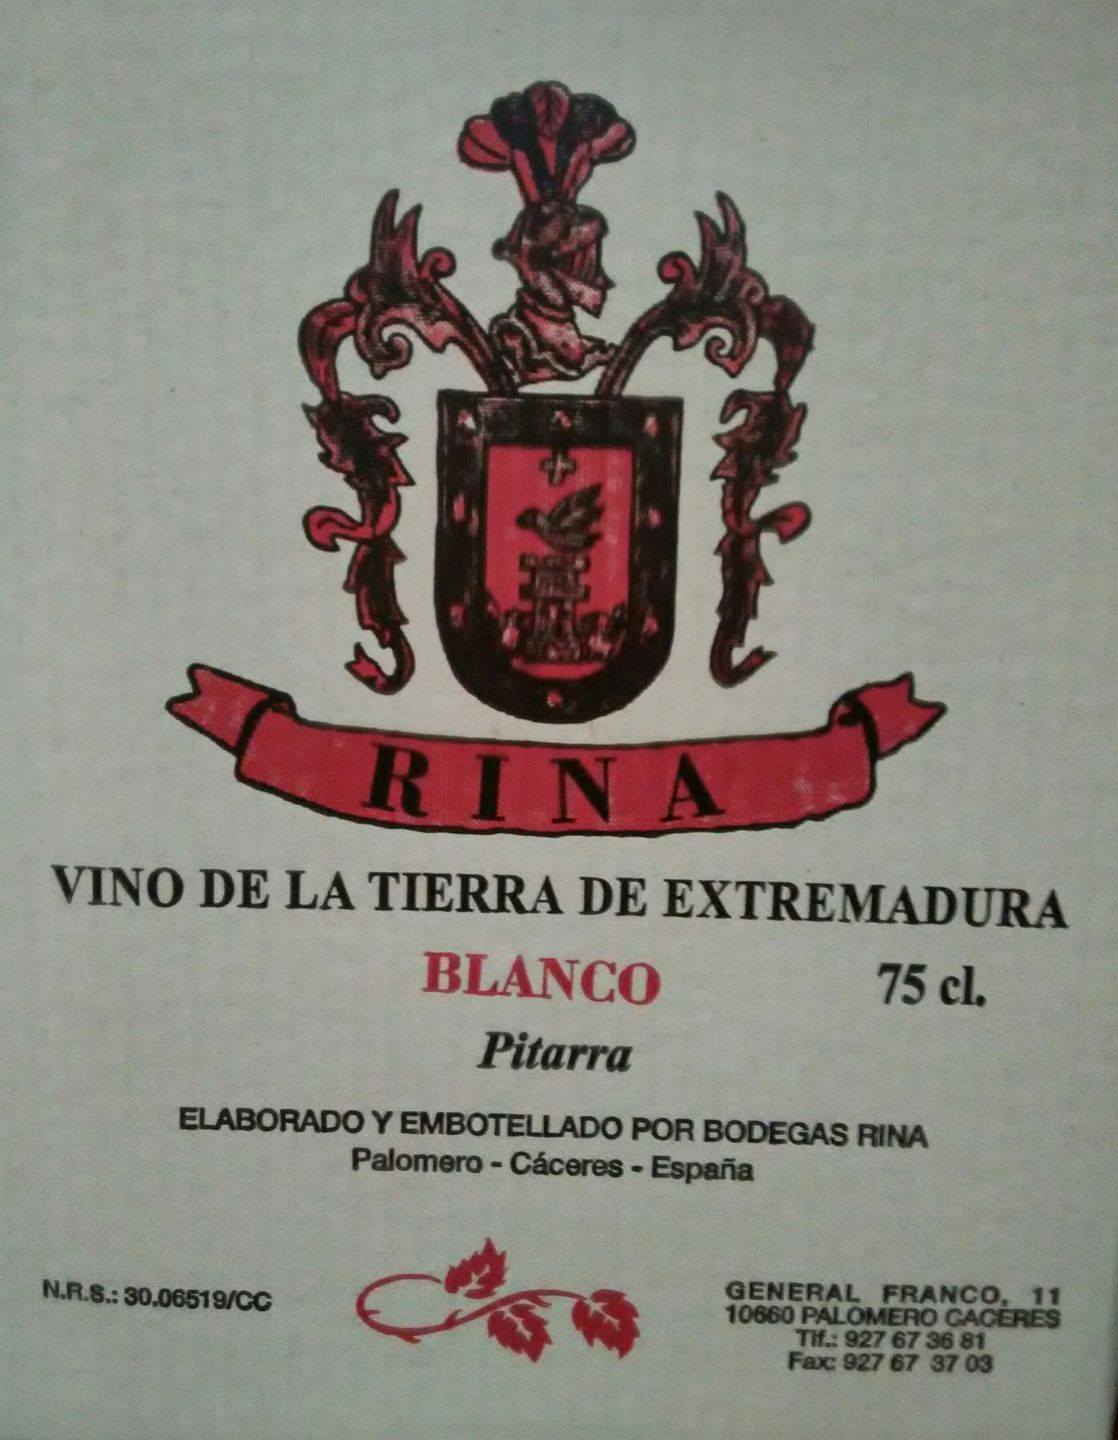 RINA
VINO DE LA TIERRA DE EXTREMADURA
BLANCO 75 cl.
Pitarra
ELABORADO Y EMBOTELLADO POR BODEGAS RINA
Palomero - Cáceres - España
N.R.S.: 30.06519/CC
GENERAL FRANCO, 11
10660 PALOMERO CACERES
Tlf.: 927 67 36 81
Fax: 927 67 37 03